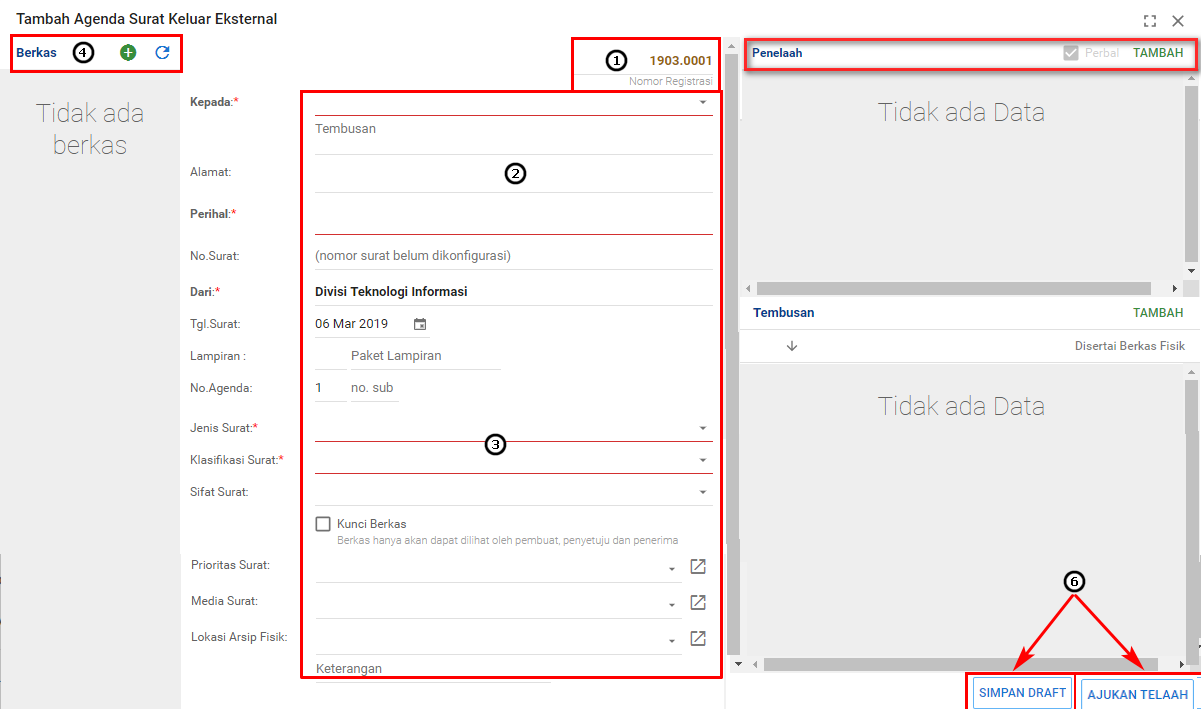 Tambah Agenda Surat Keluar Eksternal
Berkas 4
Tidak ada
berkas
1 1903.0001
Nomor Registrasi
Kepada:*
Tembusan
Alamat:
2
Perihal:*
No.Surat: (nomor surat belum dikonfigurasi)
Dari:* Divisi Teknologi Informasi
Tgl.Surat: 06 Mar 2019
Lampiran : Paket Lampiran
No.Agenda: 1 no. sub
Jenis Surat:*
3
Klasifikasi Surat:*
Sifat Surat:
Kunci Berkas
Berkas hanya akan dapat dilihat oleh pembuat, penyetuju dan penerima
Prioritas Surat:
Media Surat:
Lokasi Arsip Fisik:
Keterangan
Penelaah Perbal TAMBAH
Tidak ada Data
Tembusan TAMBAH
Disertai Berkas Fisik
Tidak ada Data
6
SIMPAN DRAFT AJUKAN TELAAH